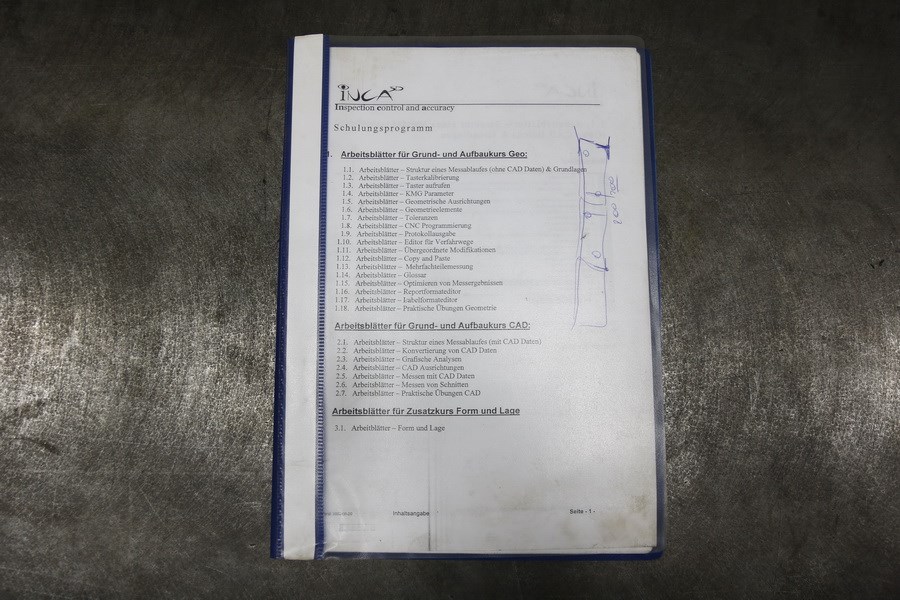 INCA 3D
Inspection control and accuracy
Schulungsprogramm
1. Arbeitsblätter für Grund- und Aufbaukurs Geo:
1.1. Arbeitsblätter – Struktur eines Messablaufes (ohne CAD Daten) & Grundlagen
1.2. Arbeitsblätter – Tasterkalibrierung
1.3. Arbeitsblätter – Taster aufrufen
1.4. Arbeitsblätter – KMG Parameter
1.5. Arbeitsblätter – Geometrische Ausrichtungen
1.6. Arbeitsblätter – Geometrieelemente
1.7. Arbeitsblätter – Toleranzen
1.8. Arbeitsblätter – CNC Programmierung
1.9. Arbeitsblätter – Protokollausgabe
1.10. Arbeitsblätter – Editor für Verfahrwege
1.11. Arbeitsblätter – Übergeordnete Modifikationen
1.12. Arbeitsblätter – Copy and Paste
1.13. Arbeitsblätter – Mehrfachteilemessung
1.14. Arbeitsblätter – Glossar
1.15. Arbeitsblätter – Optimieren von Messergebnissen
1.16. Arbeitsblätter – Reportformateditor
1.17. Arbeitsblätter – Labelformateditor
1.18. Arbeitsblätter – Praktische Übungen Geometrie
Arbeitsblätter für Grund- und Aufbaukurs CAD:
2.1. Arbeitsblätter – Struktur eines Messablaufes (mit CAD Daten)
2.2. Arbeitsblätter – Konvertierung von CAD Daten
2.3. Arbeitsblätter – Grafische Analysen
2.4. Arbeitsblätter – CAD Ausrichtungen
2.5. Arbeitsblätter – Messen mit CAD Daten
2.6. Arbeitsblätter – Messen von Schnitten
2.7. Arbeitsblätter – Praktische Übungen CAD
Arbeitsblätter für Zusatzkurs Form und Lage
3.1. Arbeitblätter – Form und Lage
Inhaltsangabe
Seite - 1 -